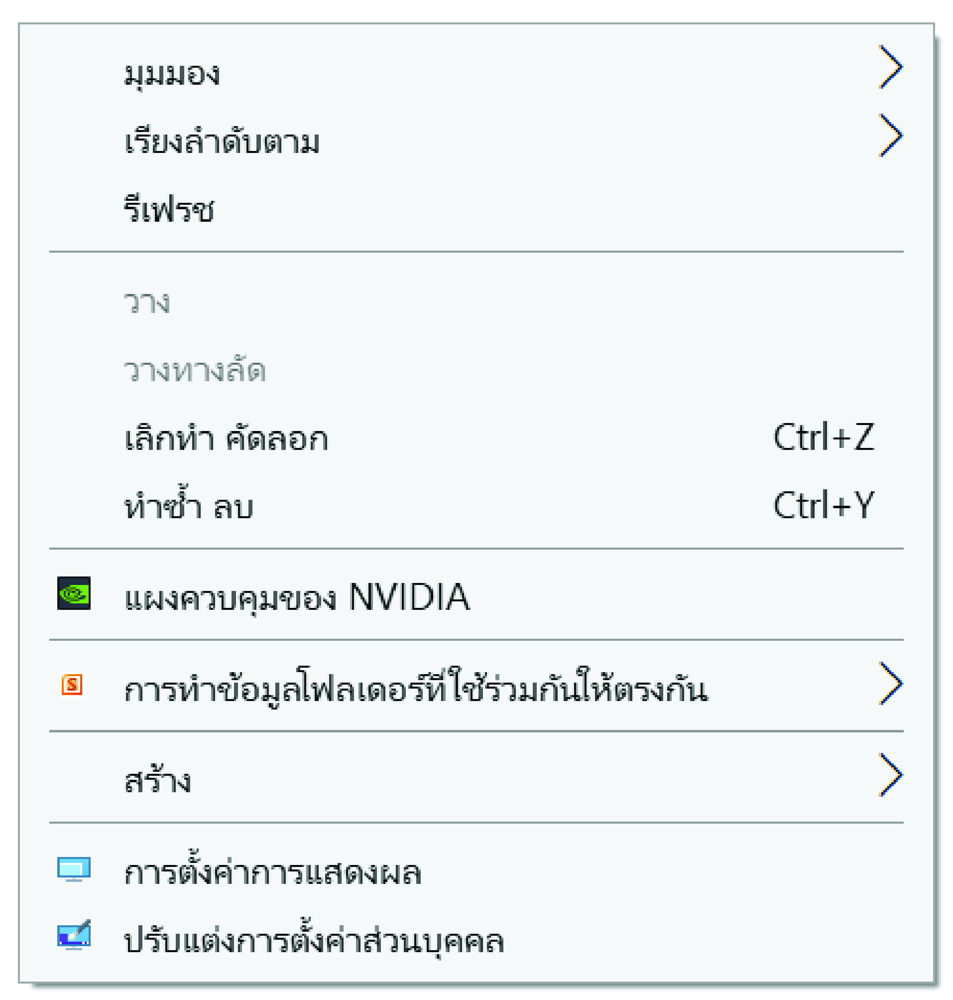 มุมมอง
เรียงลำดับตาม
รีเฟรช
วาง
วางทางลัด
เลิกทำ คัดลอก Ctrl+Z
ทำซ้ำ ลบ Ctrl+Y
แผงควบคุมของ NVIDIA
การทำข้อมูลโฟลเดอร์ที่ใช้ร่วมกันให้ตรงกัน
สร้าง
การตั้งค่าการแสดงผล
ปรับแต่งการตั้งค่าส่วนบุคคล